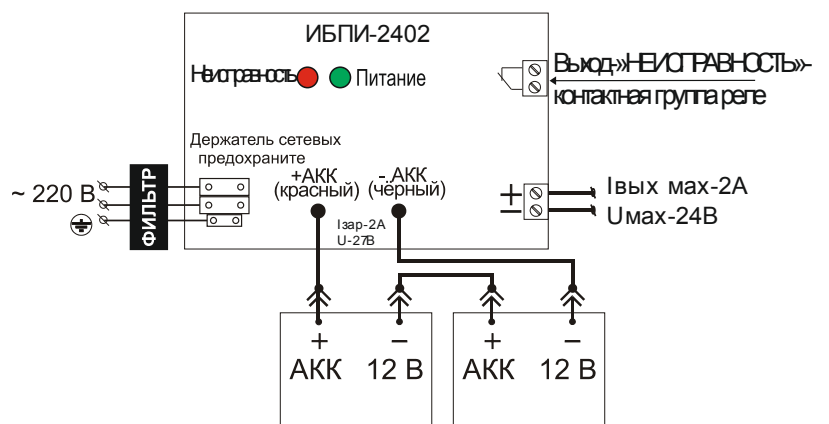 ИБПИ-2402
Неисправность Питание
Выход-»НЕИСПРАВНОСТЬ»-
контактная группа реле
Держатель сетевых
предохраните
~ 220 В
ФИЛЬТР
+АКК
(красный)
-.АКК
(чёрный)
Iзар-2А
U-27В
+
−
Iвых мах-2А
Uмах-24В
+ −
АКК 12 В
+ −
АКК 12 В